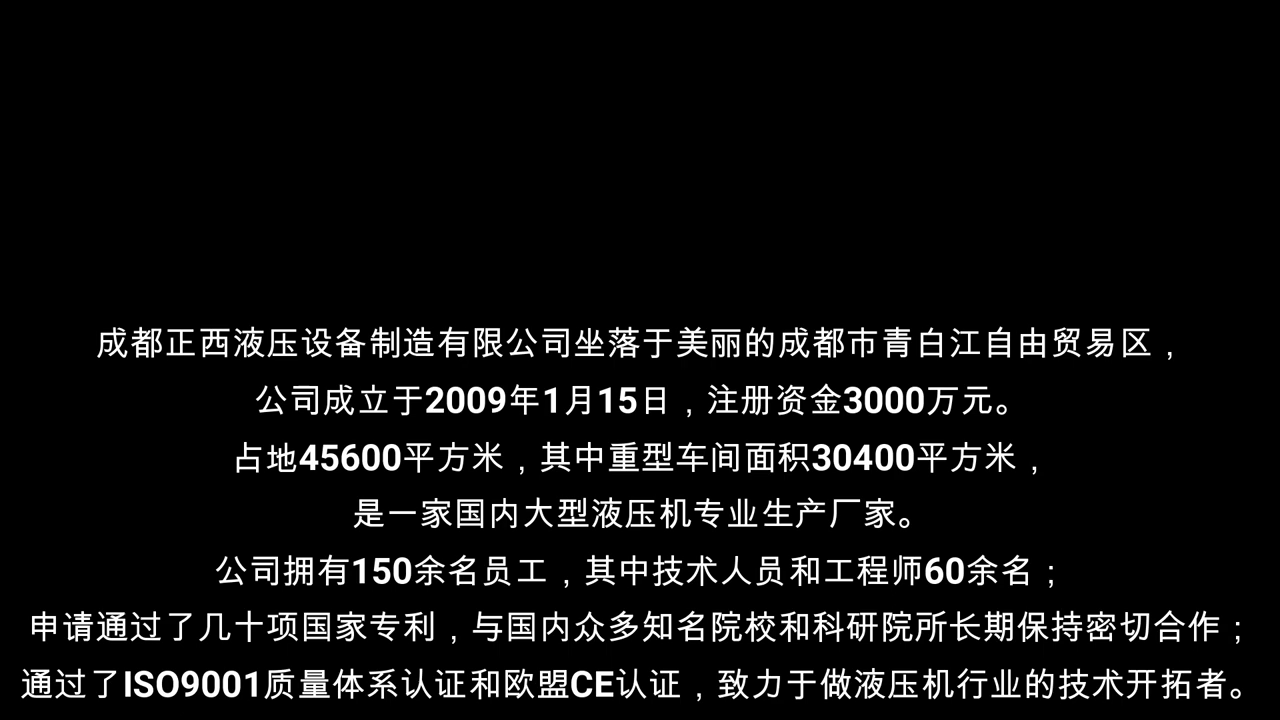 成都正西液压设备制造有限公司坐落于美丽的成都市青白江自由贸易区，
公司成立于2009年1月15日，注册资金3000万元。
占地45600平方米，其中重型车间面积30400平方米，
是一家国内大型液压机专业生产厂家。
公司拥有150余名员工，其中技术人员和工程师60余名；
申请通过了几十项国家专利，与国内众多知名院校和科研院所长期保持密切合作；
通过了ISO9001质量体系认证和欧盟CE认证，致力于做液压机行业的技术开拓者。